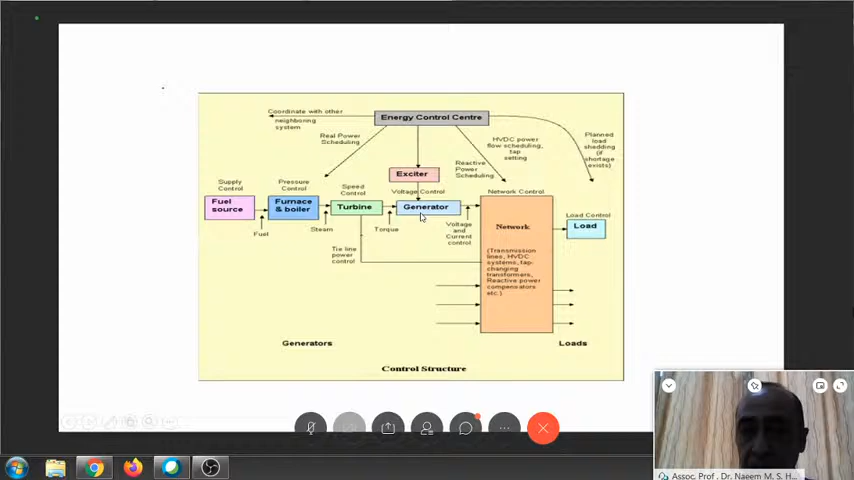 Coordinate with other
neighboring
system
Energy Control Centre
Real Power
Scheduling
HVDC power
flow scheduling,
tap
setting
Planned
load
shedding
(if
shortage
exists)
Exciter
Reactive
Power
Scheduling
Supply
Control
Pressure
Control
Speed
Control
Voltage Control
Network Control
Fuel
source
Furnace
& boiler
Turbine
Generator
Load Control
Load
Fuel
Steam
Torque
Voltage
and
Current
control
Network
Tie line
power
control
(Transmission
lines, HVDC
systems, tap-
changing
transformers,
Reactive power
compensators
etc.)
Generators
Loads
Control Structure
Assoc. Prof. Dr. Naeem M. S. H...